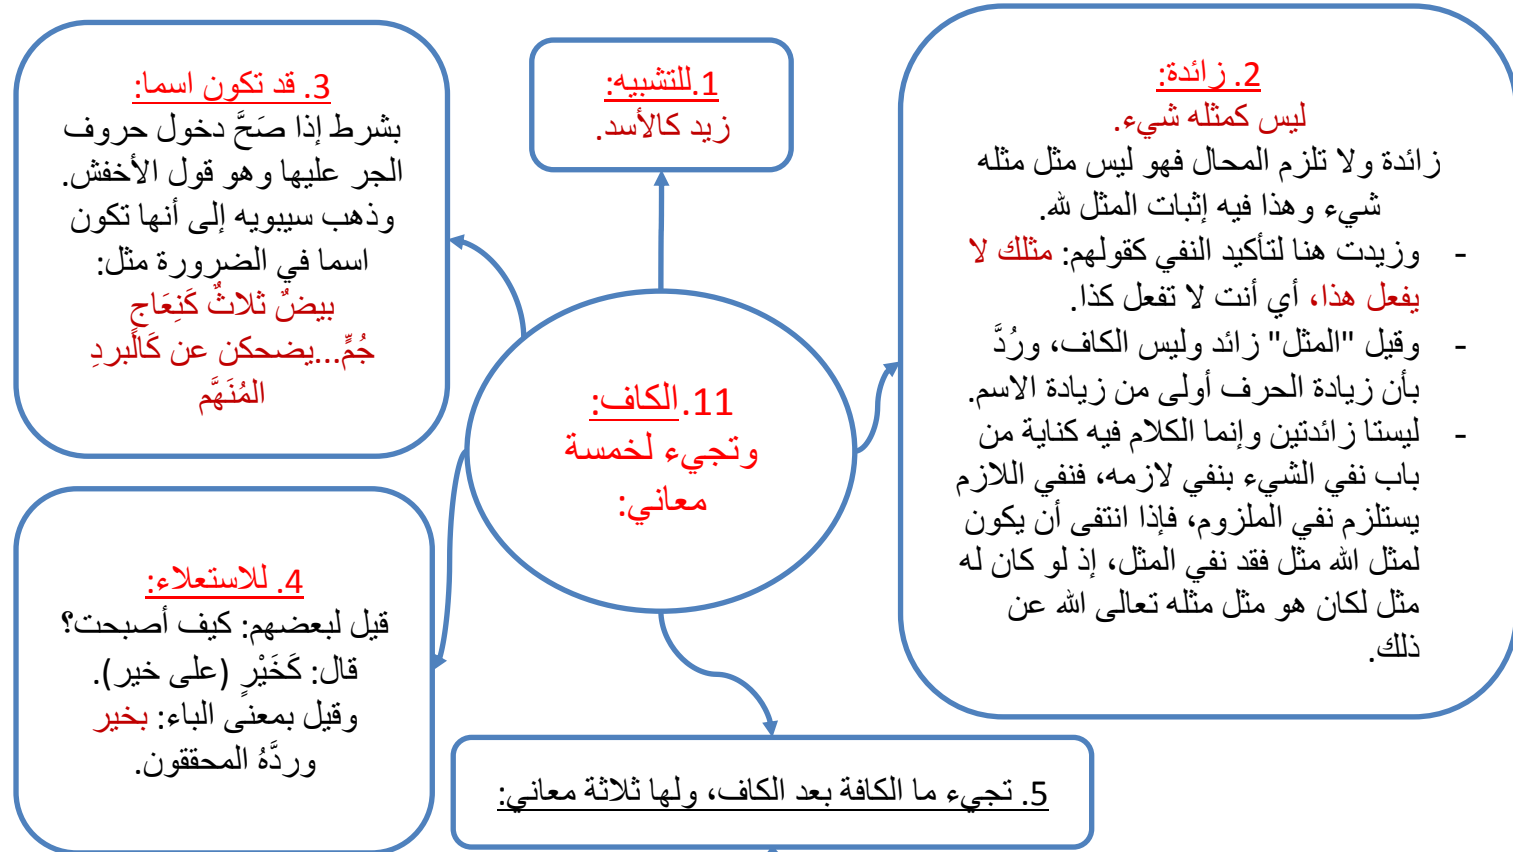 11. الكاف:
وتجيء لخمسة
معاني:
1. للتشبيه:
زيد كالأسد.
2. زائدة:
ليس كمثله شيء.
زائدة ولا تلزم المحال فهو ليس مثل مثله
شيء وهذا فيه إثبات المثل لله.
- وزيدت هنا لتأكيد النفي كقولهم: مثلك لا
يفعل هذا، أي أنت لا تفعل كذا.
- وقيل "المثل" زائد وليس الكاف، ورُدَّ
بأن زيادة الحرف أولى من زيادة الاسم.
- ليستا زائدتين وإنما الكلام فيه كناية من
باب نفي الشيء بنفي لازمه، فنفي اللازم
يستلزم نفي الملزوم، فإذا انتفى أن يكون
لمثل الله مثل فقد نفي المثل، إذ لو كان له
مثل لكان هو مثل مثله تعالى الله عن
ذلك.
3. قد تكون اسما:
بشرط إذا صَحَّ دخول حروف
الجر عليها وهو قول الأخفش.
وذهب سيبويه إلى أنها تكون
اسما في الضرورة مثل:
بيضٌ ثلاثٌ كَنِعَاجٍ
جُمٍّ...يضحكن عن كَالْبردِ
المُنَهَّم
4. للاستعلاء:
قيل لبعضهم: كيف أصبحت؟
قال: كَخَيْرٍ (على خير).
وقيل بمعنى الباء: بخير
وردَّهُ المحققون.
5. تجيء ما الكافة بعد الكاف، ولها ثلاثة معاني: